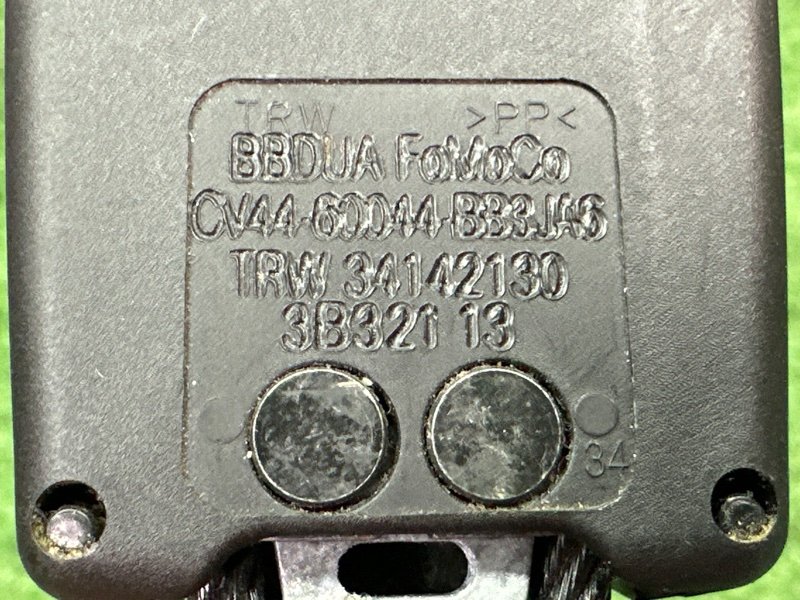 TRW >PP<
BBDUA FoMoCo
CV44-60044-BB3JA6
TRW 34142130
3B321 13
34